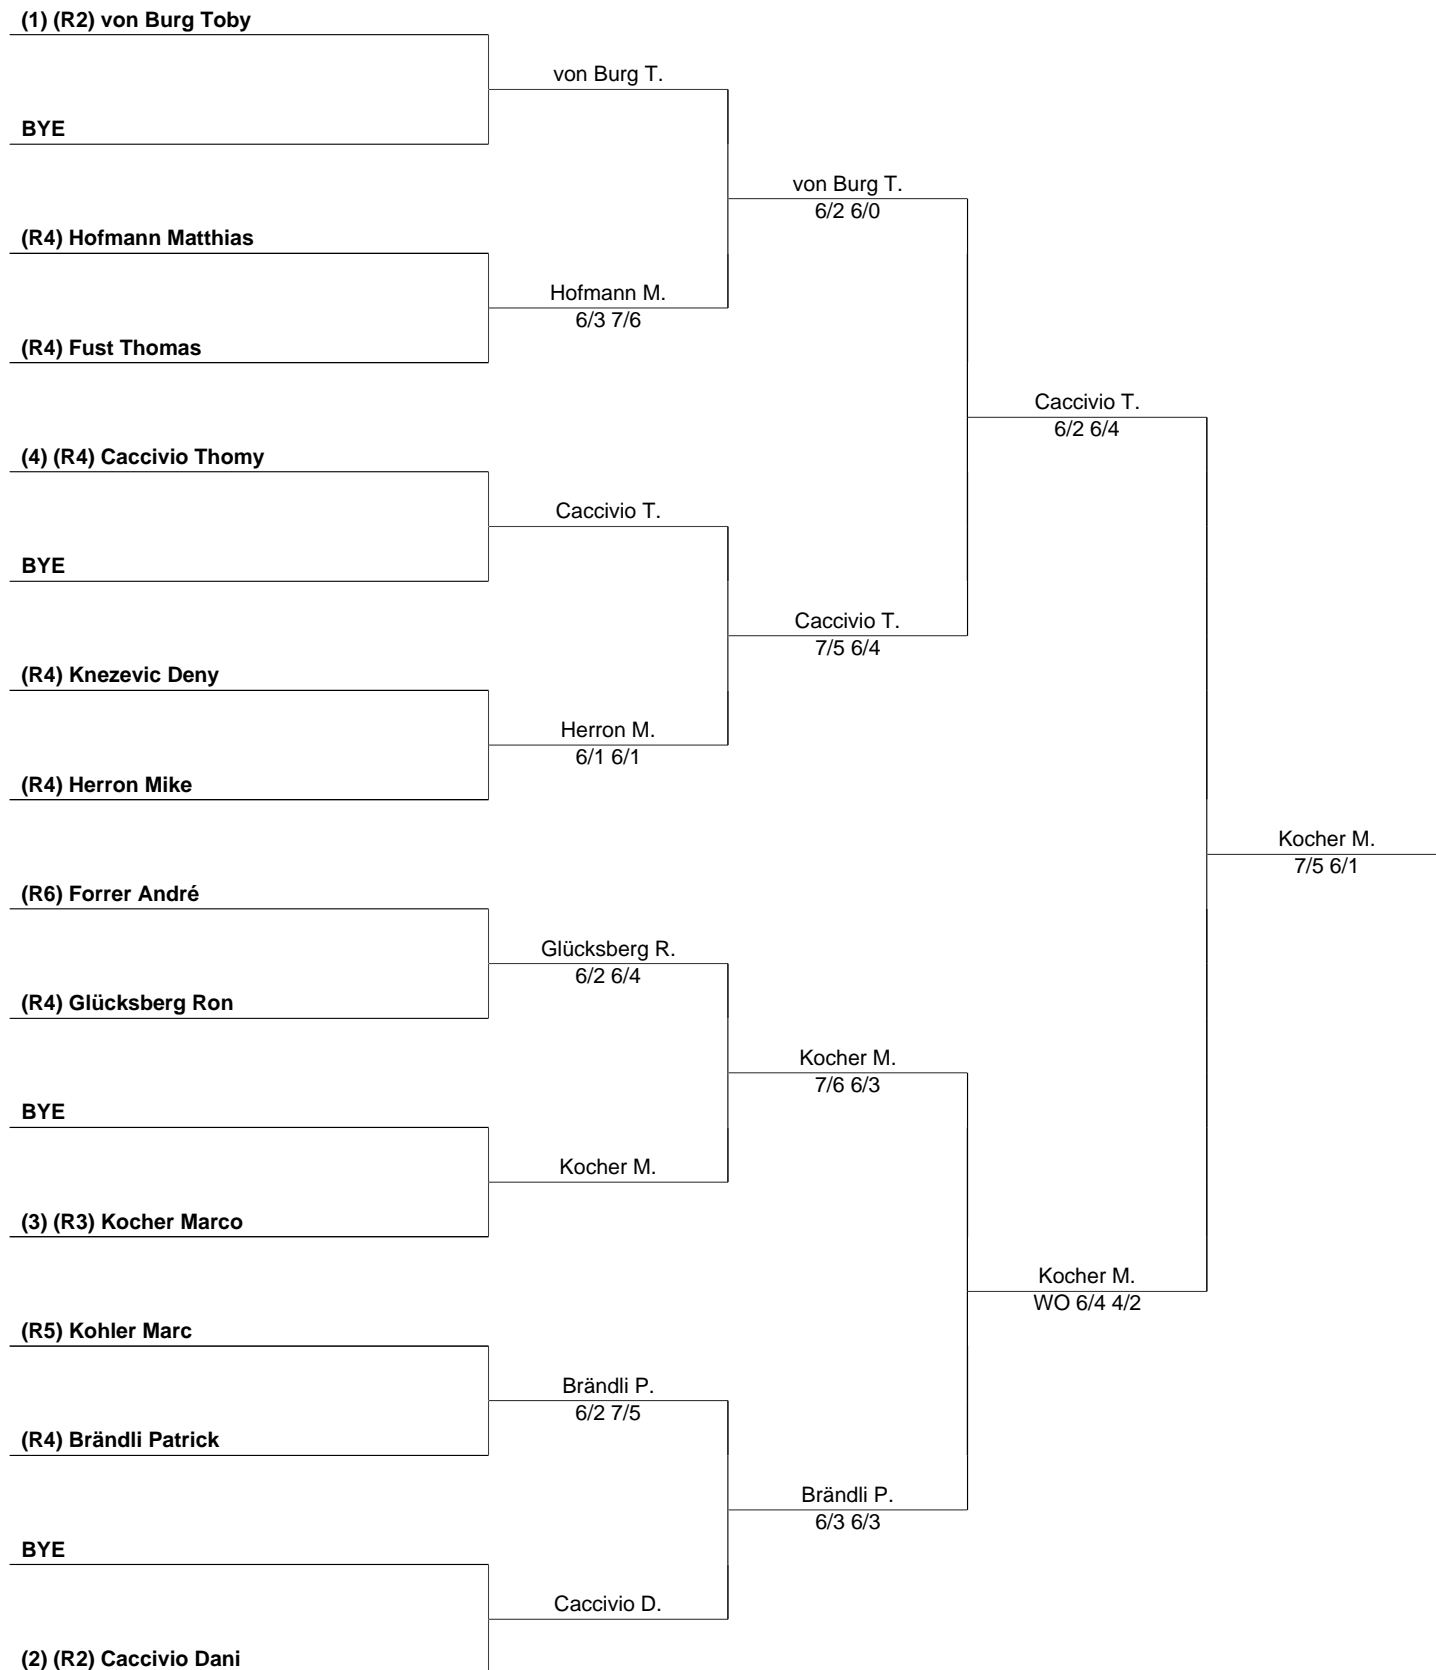 (1) (R2) von Burg Toby
von Burg T.
BYE
von Burg T.
6/2 6/0
(R4) Hofmann Matthias
Hofmann M.
6/3 7/6
(R4) Fust Thomas
Caccivio T.
6/2 6/4
(4) (R4) Caccivio Thomy
Caccivio T.
BYE
Caccivio T.
7/5 6/4
(R4) Knezevic Deny
Herron M.
6/1 6/1
(R4) Herron Mike
Kocher M.
7/5 6/1
(R6) Forrer André
Glücksberg R.
6/2 6/4
(R4) Glücksberg Ron
Kocher M.
7/6 6/3
BYE
Kocher M.
(3) (R3) Kocher Marco
Kocher M.
WO 6/4 4/2
(R5) Kohler Marc
Brändli P.
6/2 7/5
(R4) Brändli Patrick
Brändli P.
6/3 6/3
BYE
Caccivio D.
(2) (R2) Caccivio Dani